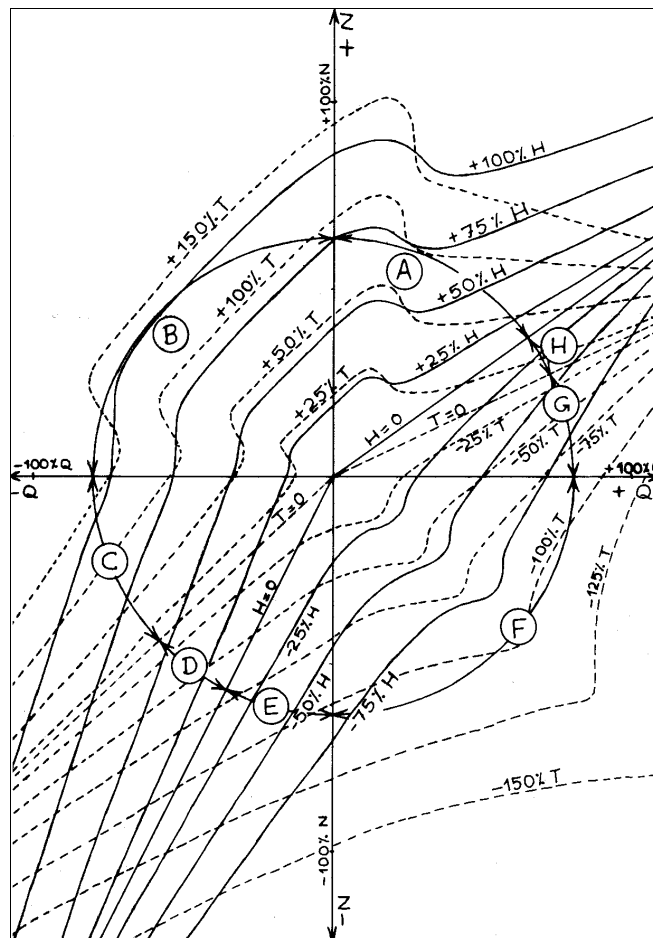 N
+
+100% N
+100% H
+75% H
+150% T
+100% T
A
+50% H
B
+50% T
+25% H
H
+25% T
G
H=0
T=0
-25% T
-50% T
-75% T
-100% Q
- Q
+100% Q
+ Q
T=0
-100% T
-125% T
C
H=0
-25% H
F
D
E
-50% H
-75% H
-150% T
-100% N
N
-